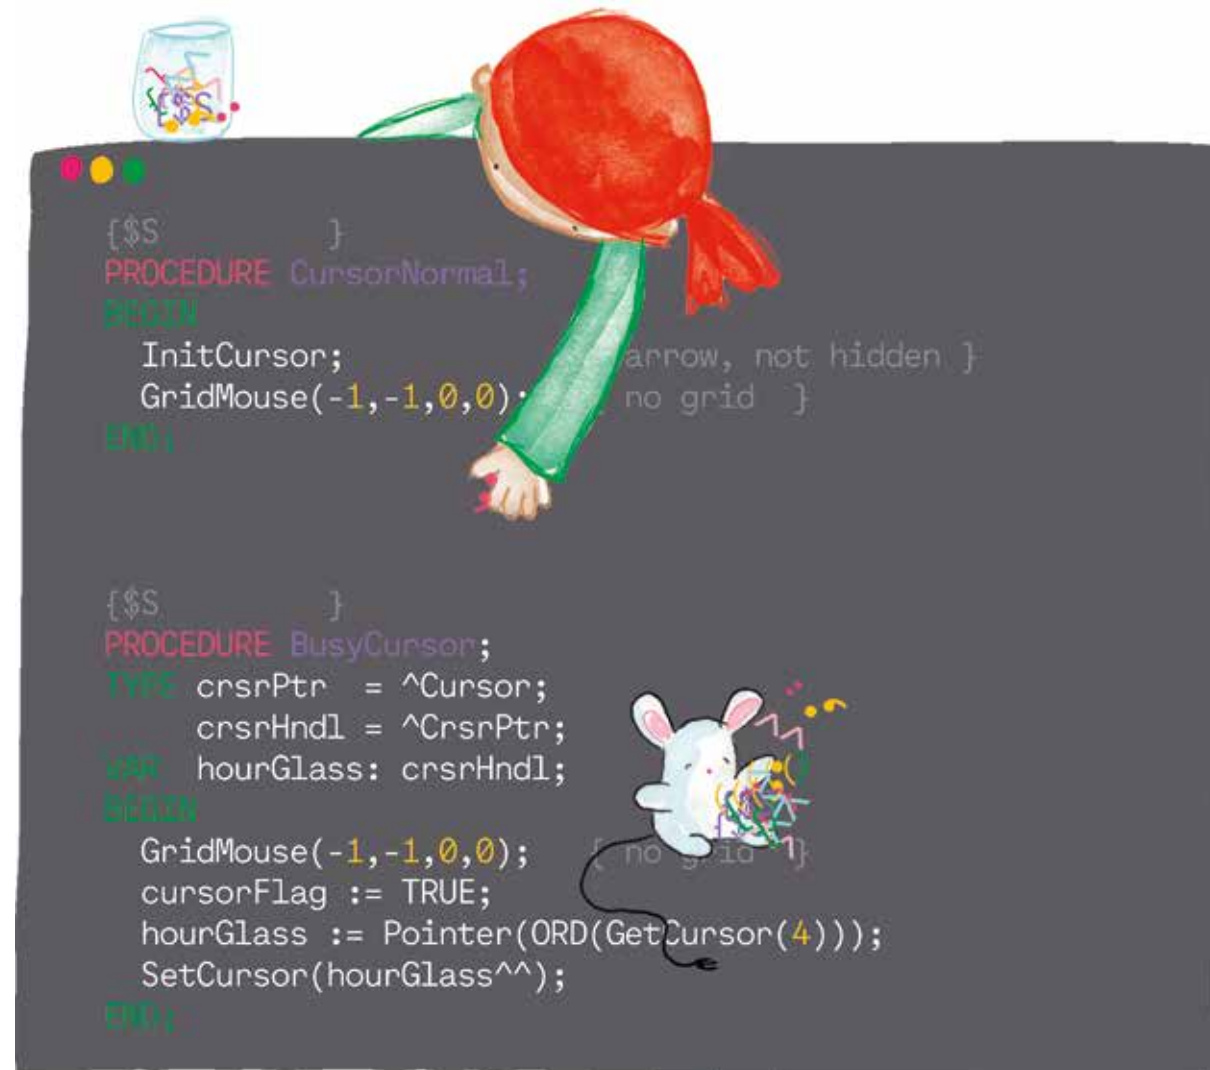 {$S }
PROCEDURE CursorNormal;
BEGIN
InitCursor; arrow, not hidden }
GridMouse(-1,-1,0,0); no grid }
END;
{$S }
PROCEDURE BusyCursor;
TYPE crsrPtr = ^Cursor;
crsrHndl = ^CrsrPtr;
VAR hourGlass: crsrHndl;
BEGIN
GridMouse(-1,-1,0,0); { no grid }
cursorFlag := TRUE;
hourGlass := Pointer(ORD(GetCursor(4)));
SetCursor(hourGlass^^);
END;